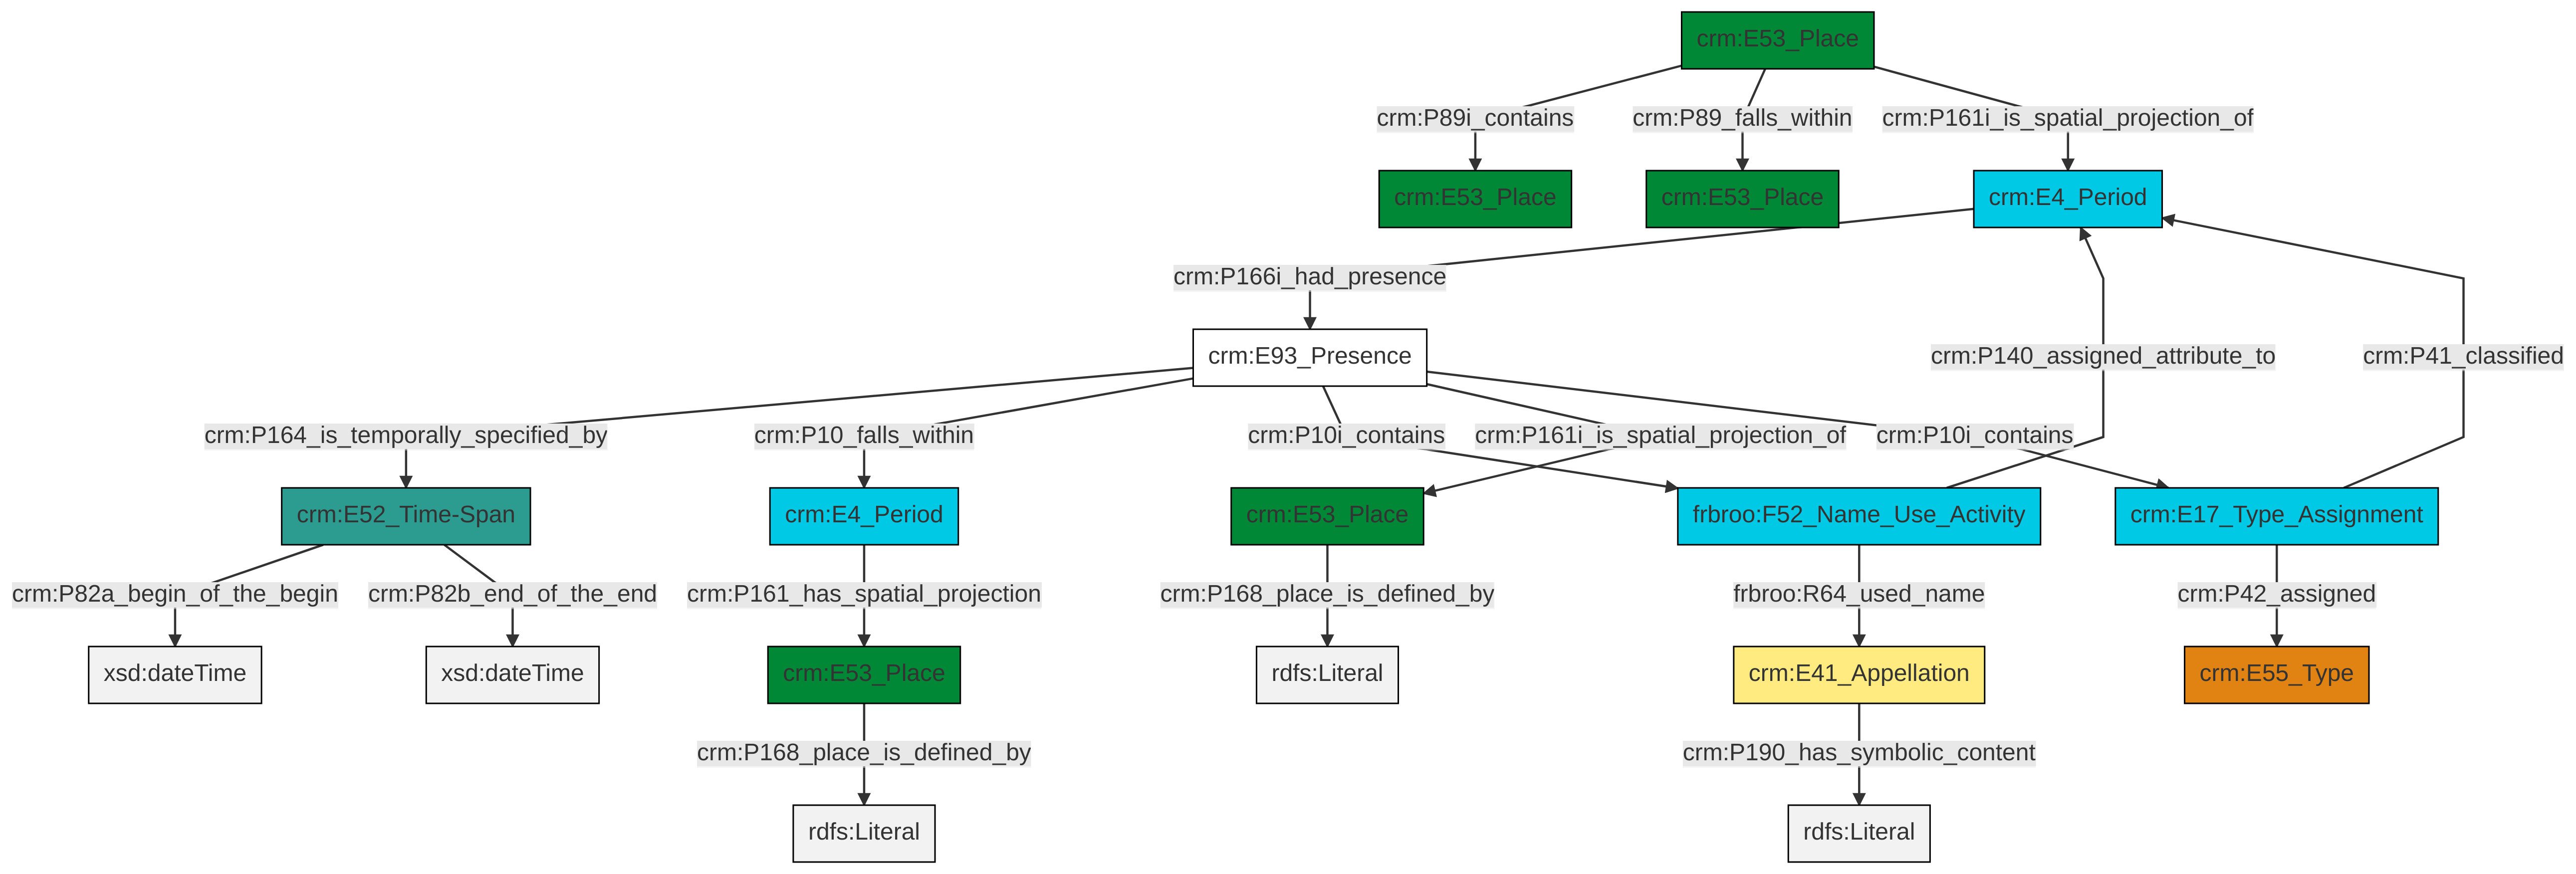 crm:E53_Place
crm:P89i_contains
crm:P89_falls_within
crm:P161i_is_spatial_projection_of
crm:E53_Place
crm:E53_Place
crm:E4_Period
crm:P166i_had_presence
crm:E93_Presence
crm:P140_assigned_attribute_to
crm:P41_classified
crm:P164_is_temporally_specified_by
crm:P10_falls_within
crm:P10i_contains
crm:P161i_is_spatial_projection_of
crm:P10i_contains
crm:E52_Time-Span
crm:E4_Period
crm:E53_Place
frbroo:F52_Name_Use_Activity
crm:E17_Type_Assignment
crm:P82a_begin_of_the_begin
crm:P82b_end_of_the_end
crm:P161_has_spatial_projection
crm:P168_place_is_defined_by
frbroo:R64_used_name
crm:P42_assigned
xsd:dateTime
xsd:dateTime
crm:E53_Place
rdfs:Literal
crm:E41_Appellation
crm:E55_Type
crm:P168_place_is_defined_by
crm:P190_has_symbolic_content
rdfs:Literal
rdfs:Literal